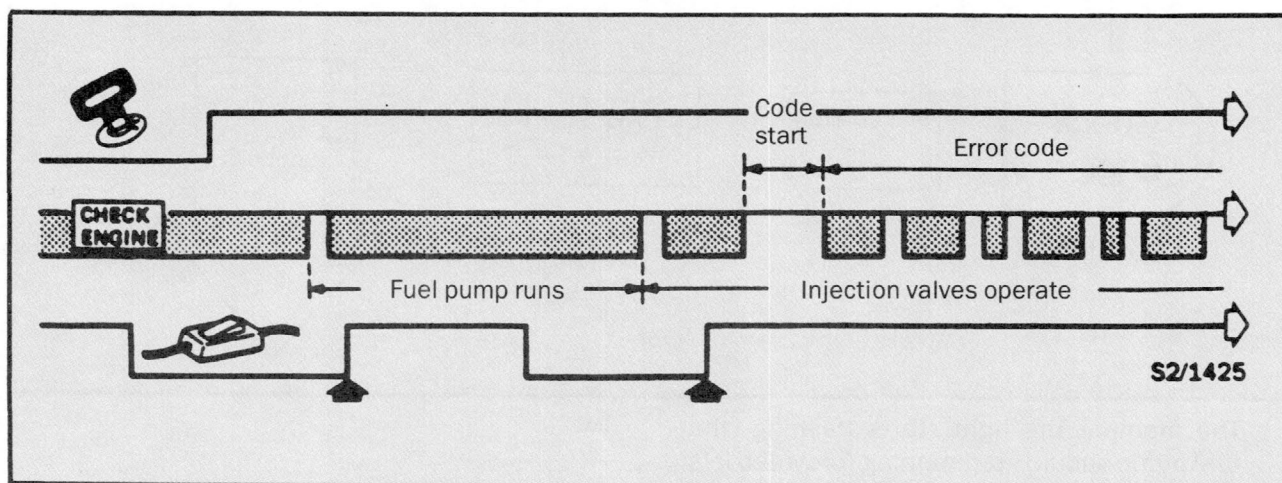 Code
start
Error code
CHECK
ENGINE
Fuel pump runs
Injection valves operate
S2/1425